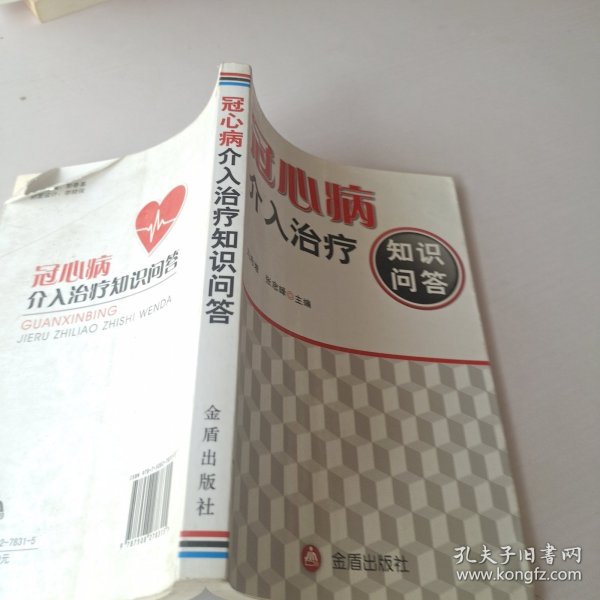 冠心病
介入治疗知识问答
GUANXINBING
JIERU ZHILIAO ZHISHI WENDA
2-7831-5
冠心病介入治疗知识问答
金盾出版社
冠心病
介入治疗
知识
问答
主编
金盾出版社
孔夫子旧书网
www.kongfz.com